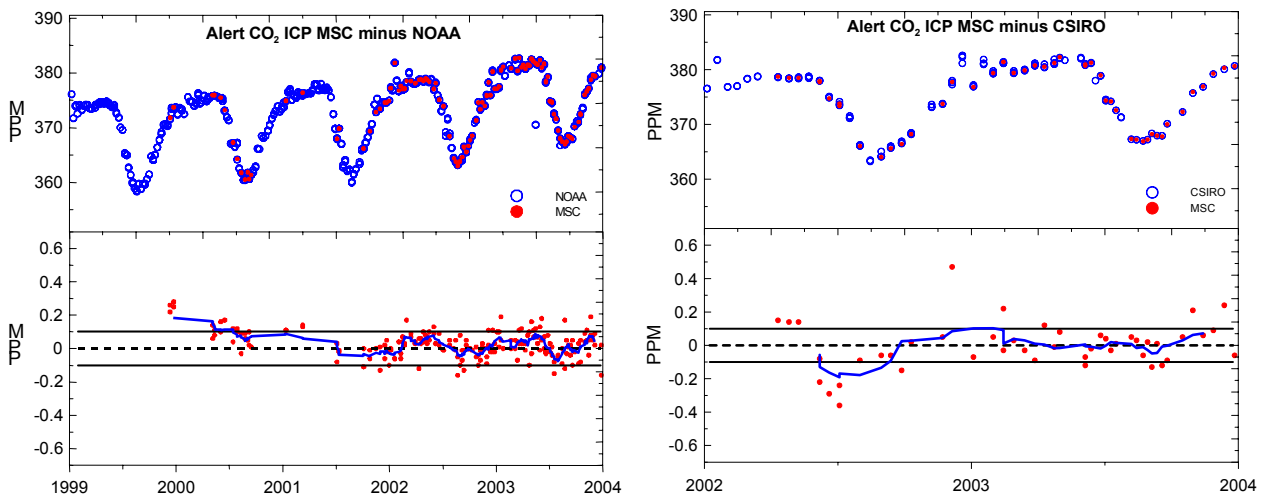 Alert CO₂ ICP MSC minus NOAA
390
380
370
360
M
P
P
NOAA
MSC
0.6
0.4
0.2
0
-0.2
-0.4
-0.6
M
P
P
1999 2000 2001 2002 2003 2004
Alert CO₂ ICP MSC minus CSIRO
390
380
370
360
PPM
CSIRO
MSC
0.6
0.4
0.2
0
-0.2
-0.4
-0.6
PPM
2002 2003 2004